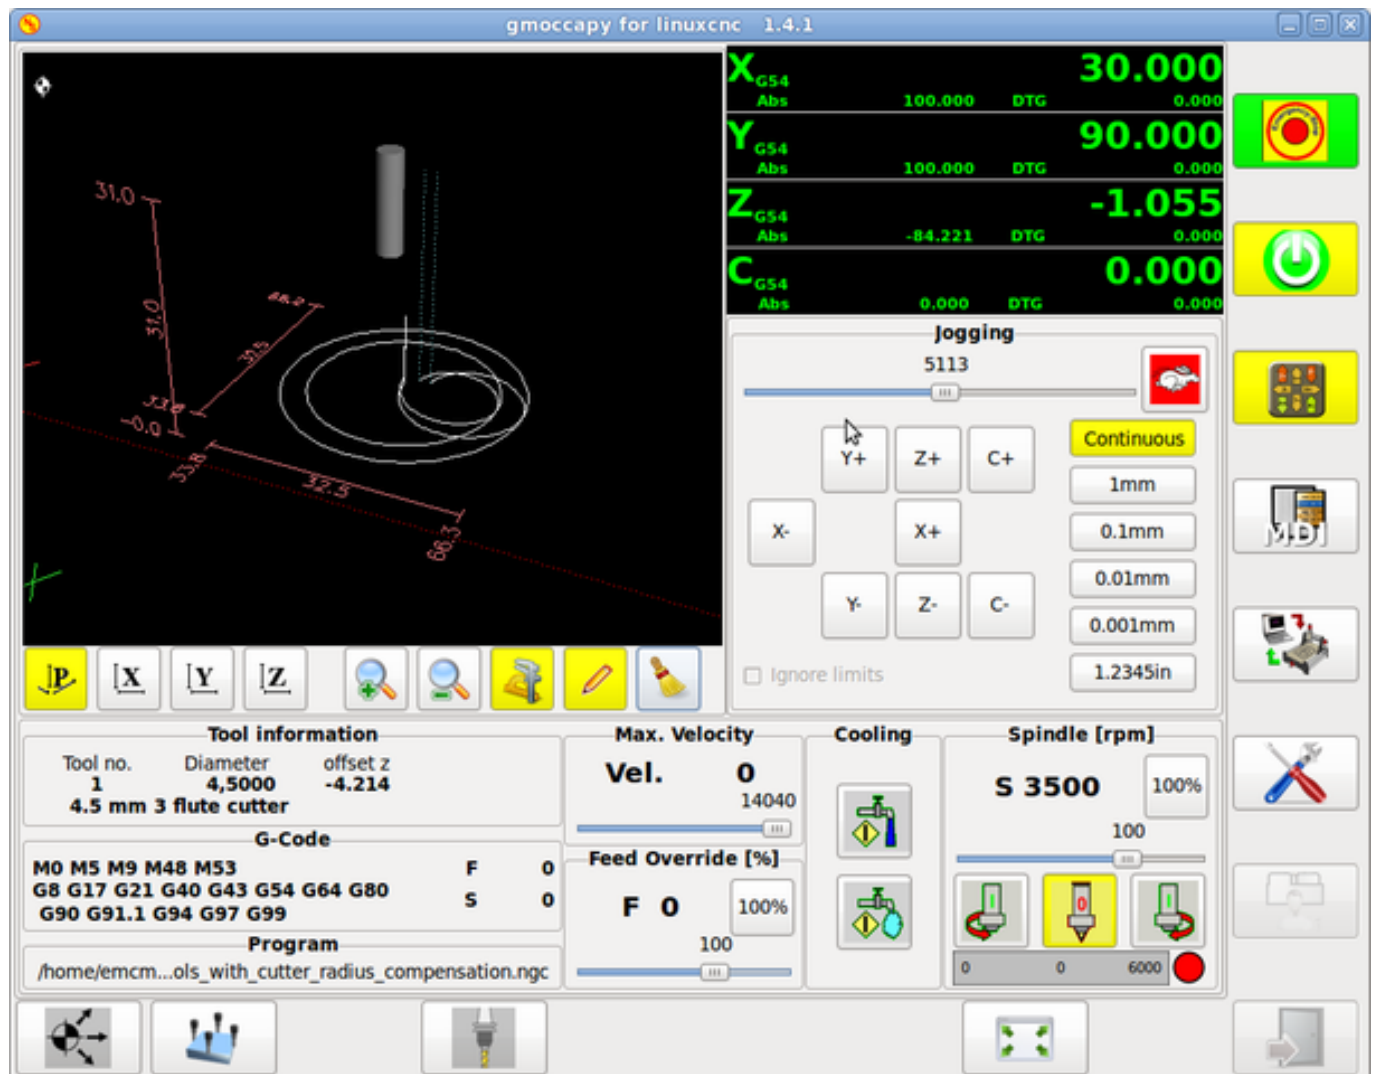 gmoccapy for linuxcnc 1.4.1
X G54 30.000
Abs 100.000 DTG 0.000
Y G54 90.000
Abs 100.000 DTG 0.000
Z G54 -1.055
Abs -84.221 DTG 0.000
C G54 0.000
Abs 0.000 DTG 0.000
31.0
31.0
30.5
33.8
-0.0
33.8
32.5
66.3
Jogging
5113
Y+ Z+ C+
X- X+
Y- Z- C-
Continuous
1mm
0.1mm
0.01mm
0.001mm
1.2345in
Ignore limits
MDI
P X Y Z
Tool information
Tool no. Diameter offset z
1 4,5000 -4.214
4.5 mm 3 flute cutter
G-Code
M0 M5 M9 M48 M53 F 0
G8 G17 G21 G40 G43 G54 G64 G80 S 0
G90 G91.1 G94 G97 G99
Program
/home/emcm...ols_with_cutter_radius_compensation.ngc
Max. Velocity
Vel. 0
14040
Feed Override [%]
F 0 100%
100
Cooling
Spindle [rpm]
S 3500 100%
100
I 0 I
0 0 6000